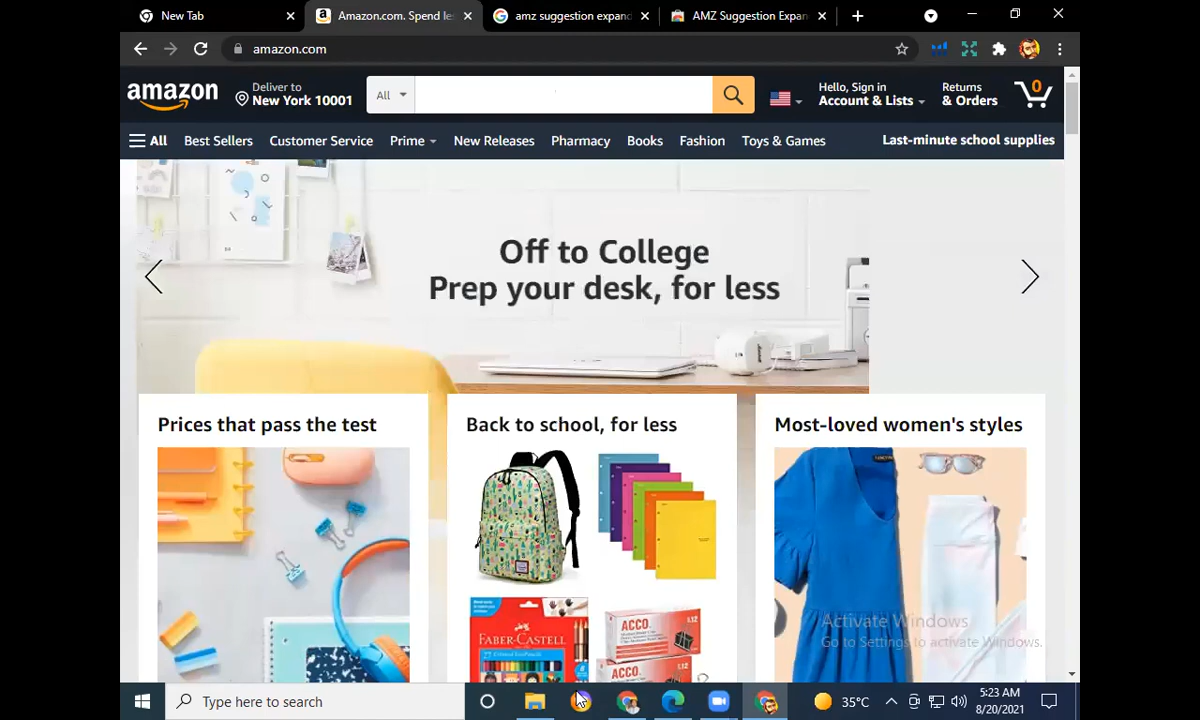 New Tab
Amazon.com. Spend les
amz suggestion expand
AMZ Suggestion Expan
amazon.com
amazon
Deliver to
New York 10001
All
Hello, Sign in
Account & Lists
Returns
& Orders
0
All
Best Sellers
Customer Service
Prime
New Releases
Pharmacy
Books
Fashion
Toys & Games
Last-minute school supplies
Off to College
Prep your desk, for less
Prices that pass the test
Back to school, for less
Most-loved women's styles
FABER-CASTELL
ACCO
ACCO
Activate Windows
Go to Settings to activate Windows.
Type here to search
35°C
5:23 AM
8/20/2021